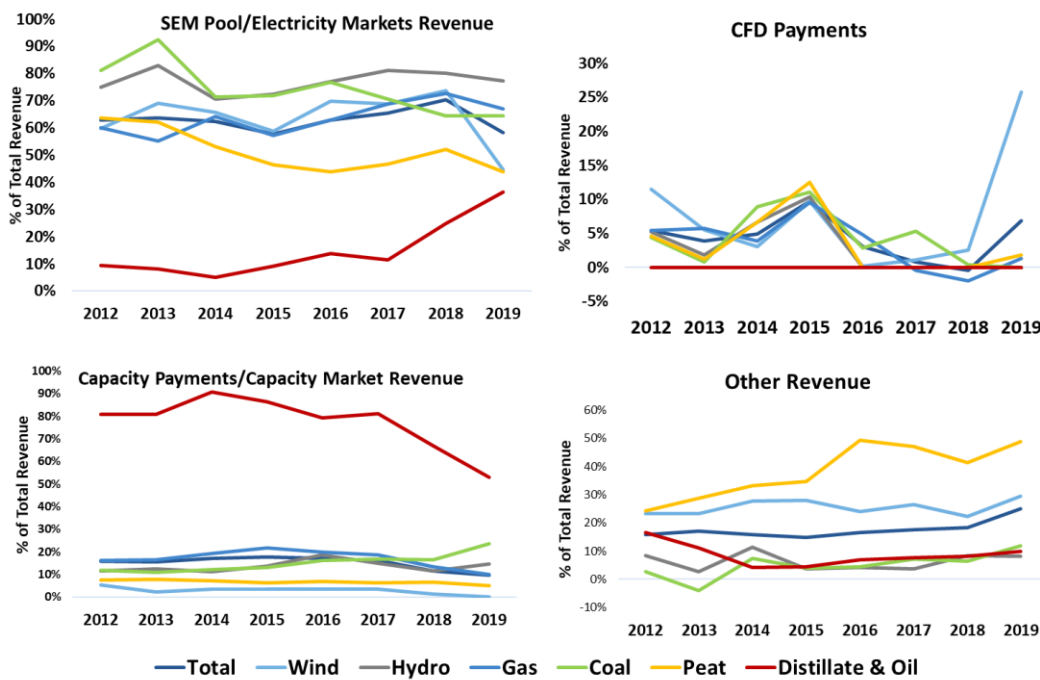 SEM Pool/Electricity Markets Revenue
% of Total Revenue
100%
90%
80%
70%
60%
50%
40%
30%
20%
10%
0%
2012 2013 2014 2015 2016 2017 2018 2019
CFD Payments
% of Total Revenue
30%
25%
20%
15%
10%
5%
0%
-5%
2012 2013 2014 2015 2016 2017 2018 2019
Capacity Payments/Capacity Market Revenue
% of Total Revenue
100%
90%
80%
70%
60%
50%
40%
30%
20%
10%
0%
2012 2013 2014 2015 2016 2017 2018 2019
Other Revenue
% of Total Revenue
60%
50%
40%
30%
20%
10%
0%
-10%
2012 2013 2014 2015 2016 2017 2018 2019
Total Wind Hydro Gas Coal Peat Distillate & Oil